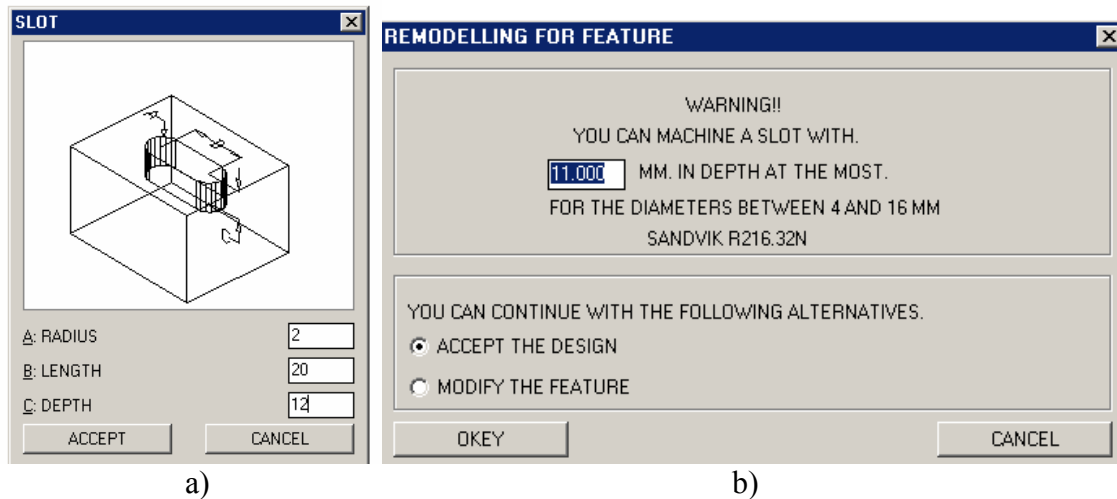 SLOT
A: RADIUS 2
B: LENGTH 20
C: DEPTH 12
ACCEPT CANCEL
a)
REMODELLING FOR FEATURE
WARNING!!
YOU CAN MACHINE A SLOT WITH.
11.000 MM. IN DEPTH AT THE MOST.
FOR THE DIAMETERS BETWEEN 4 AND 16 MM
SANDVIK R216.32N
YOU CAN CONTINUE WITH THE FOLLOWING ALTERNATIVES.
ACCEPT THE DESIGN
MODIFY THE FEATURE
OKEY CANCEL
b)